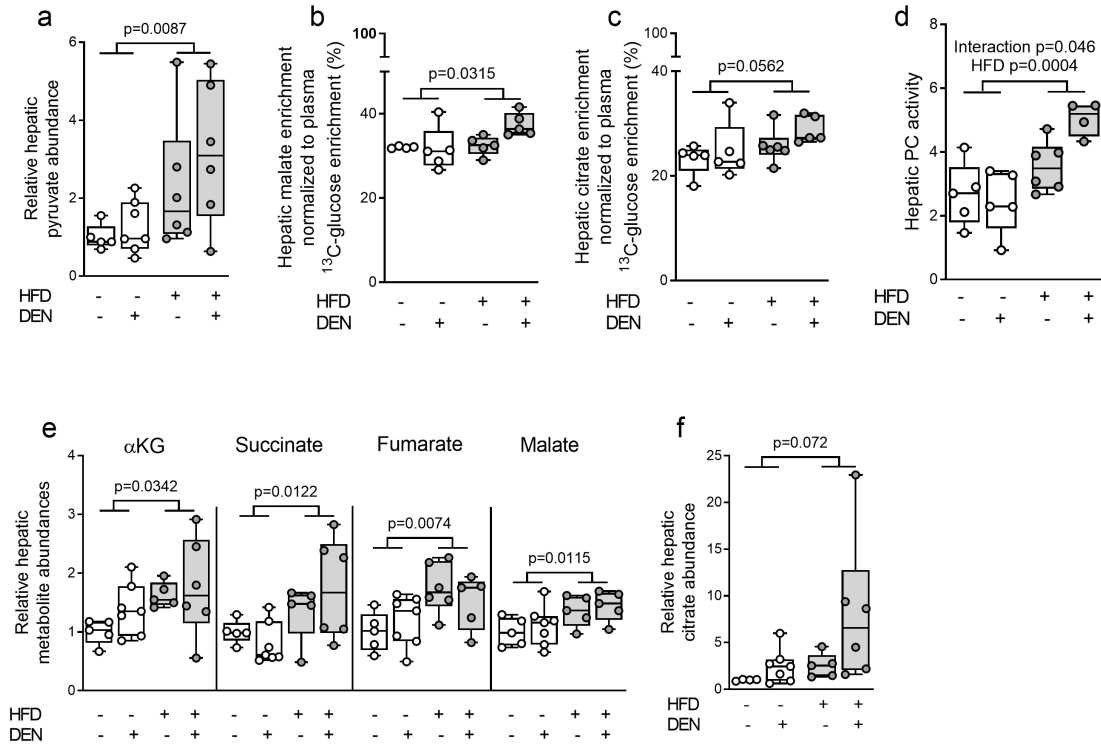 a
p=0.0087
Relative hepatic
pyruvate abundance
6
4
2
0
HFD - - + +
DEN - + - +
b
p=0.0315
Hepatic malate enrichment
normalized to plasma
13C-glucose enrichment (%)
100
40
20
0
HFD - - + +
DEN - + - +
c
p=0.0562
Hepatic citrate enrichment
normalized to plasma
13C-glucose enrichment (%)
100
40
20
0
HFD - - + +
DEN - + - +
d
Interaction p=0.046
HFD p=0.0004
Hepatic PC activity
8
6
4
2
0
HFD - - + +
DEN - + - +
e
αKG Succinate Fumarate Malate
p=0.0342 p=0.0122 p=0.0074 p=0.0115
Relative hepatic
metabolite abundances
4
3
2
1
0
HFD - - + + - - + + - - + + - - + +
DEN - + - + - + - + - + - + - + - +
f
p=0.072
Relative hepatic
citrate abundance
25
20
15
10
5
0
HFD - - + +
DEN - + - +